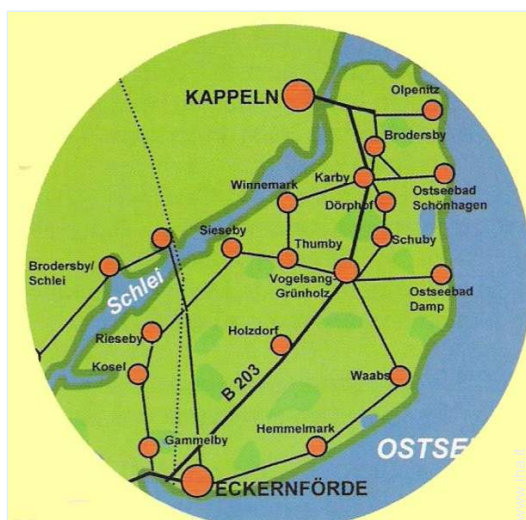 Olpenitz
KAPPELN
Brodersby
Karby
Winnemark
Ostseebad
Schönhagen
Dörphof
Sieseby
Thumby
Schuby
Brodersby/
Schlei
Schlei
Vogelsang-
Grünholz
Ostseebad
Damp
Rieseby
Holzdorf
Kosel
B 203
Waabs
Gammelby
Hemmelmark
OSTSE
ECKERNFÖRDE